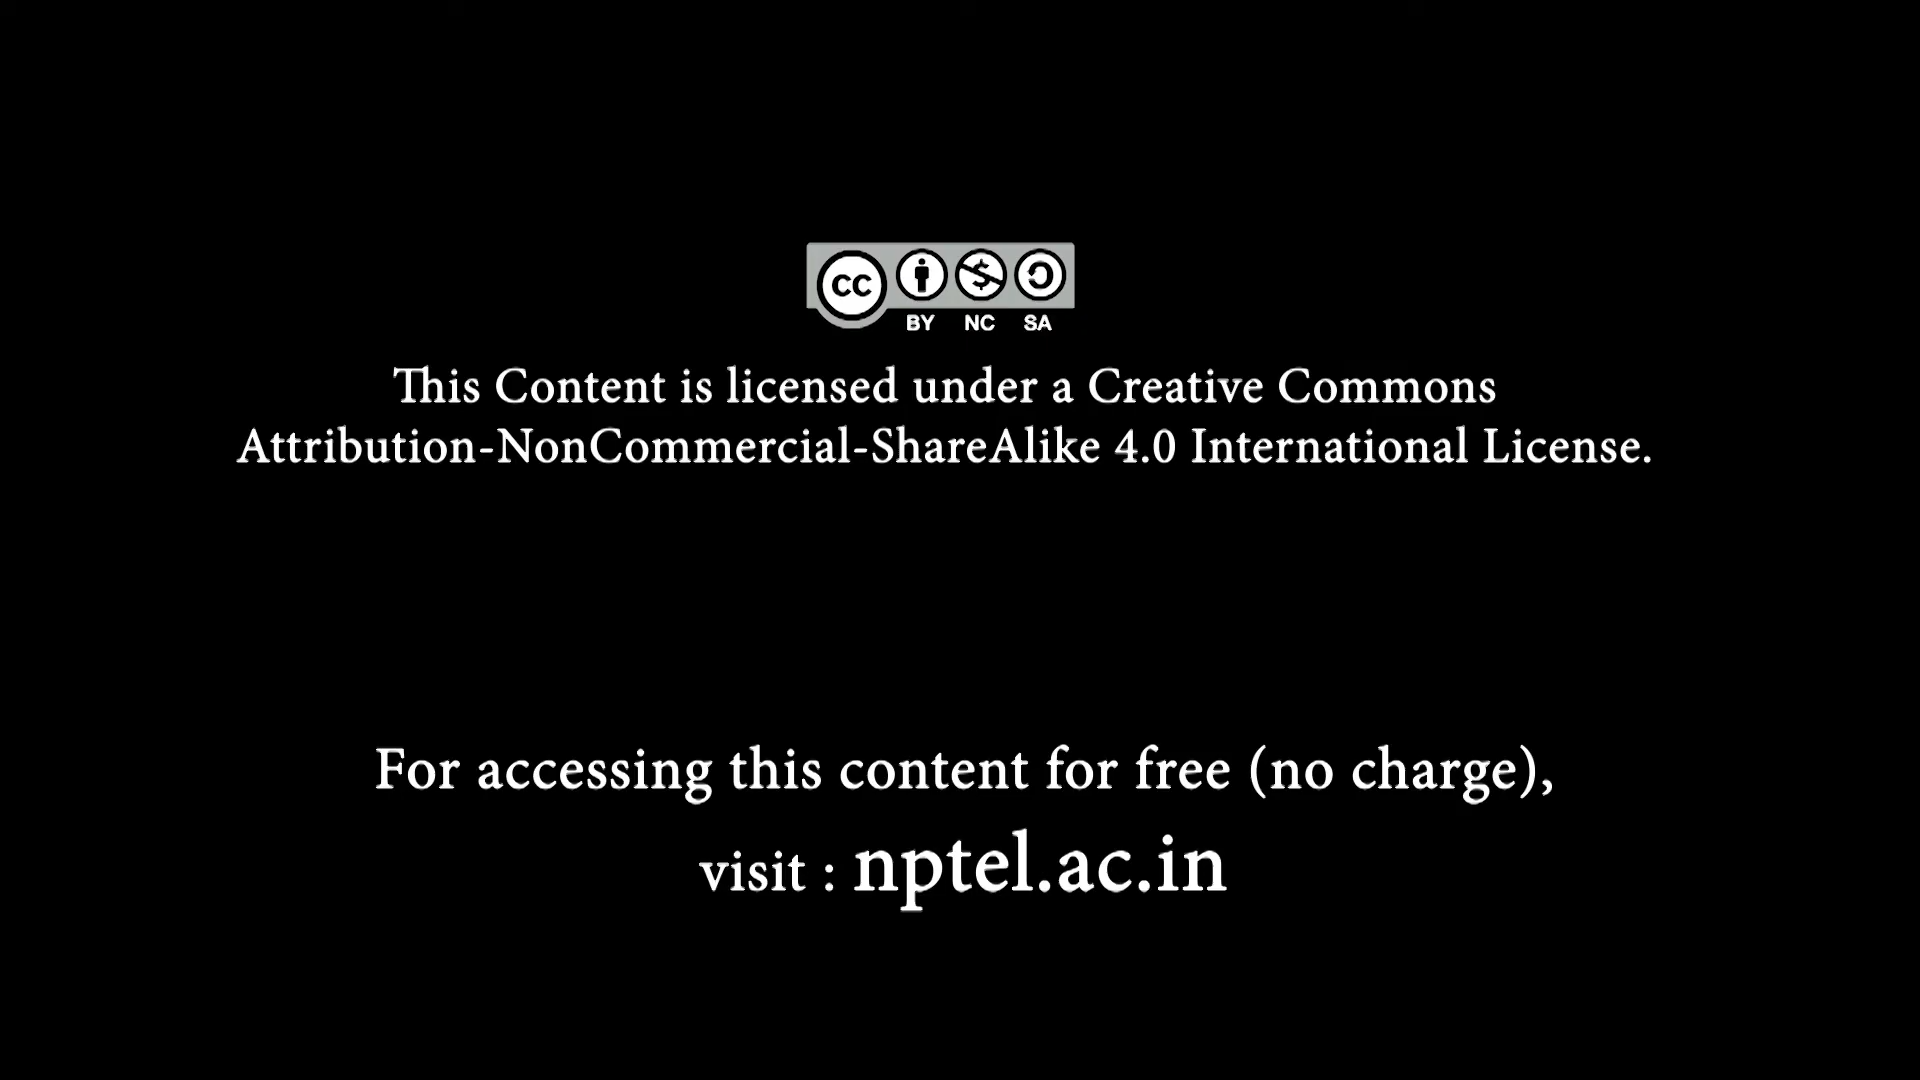 CC BY NC SA
This Content is licensed under a Creative Commons
Attribution-NonCommercial-ShareAlike 4.0 International License.
For accessing this content for free (no charge),
visit : nptel.ac.in